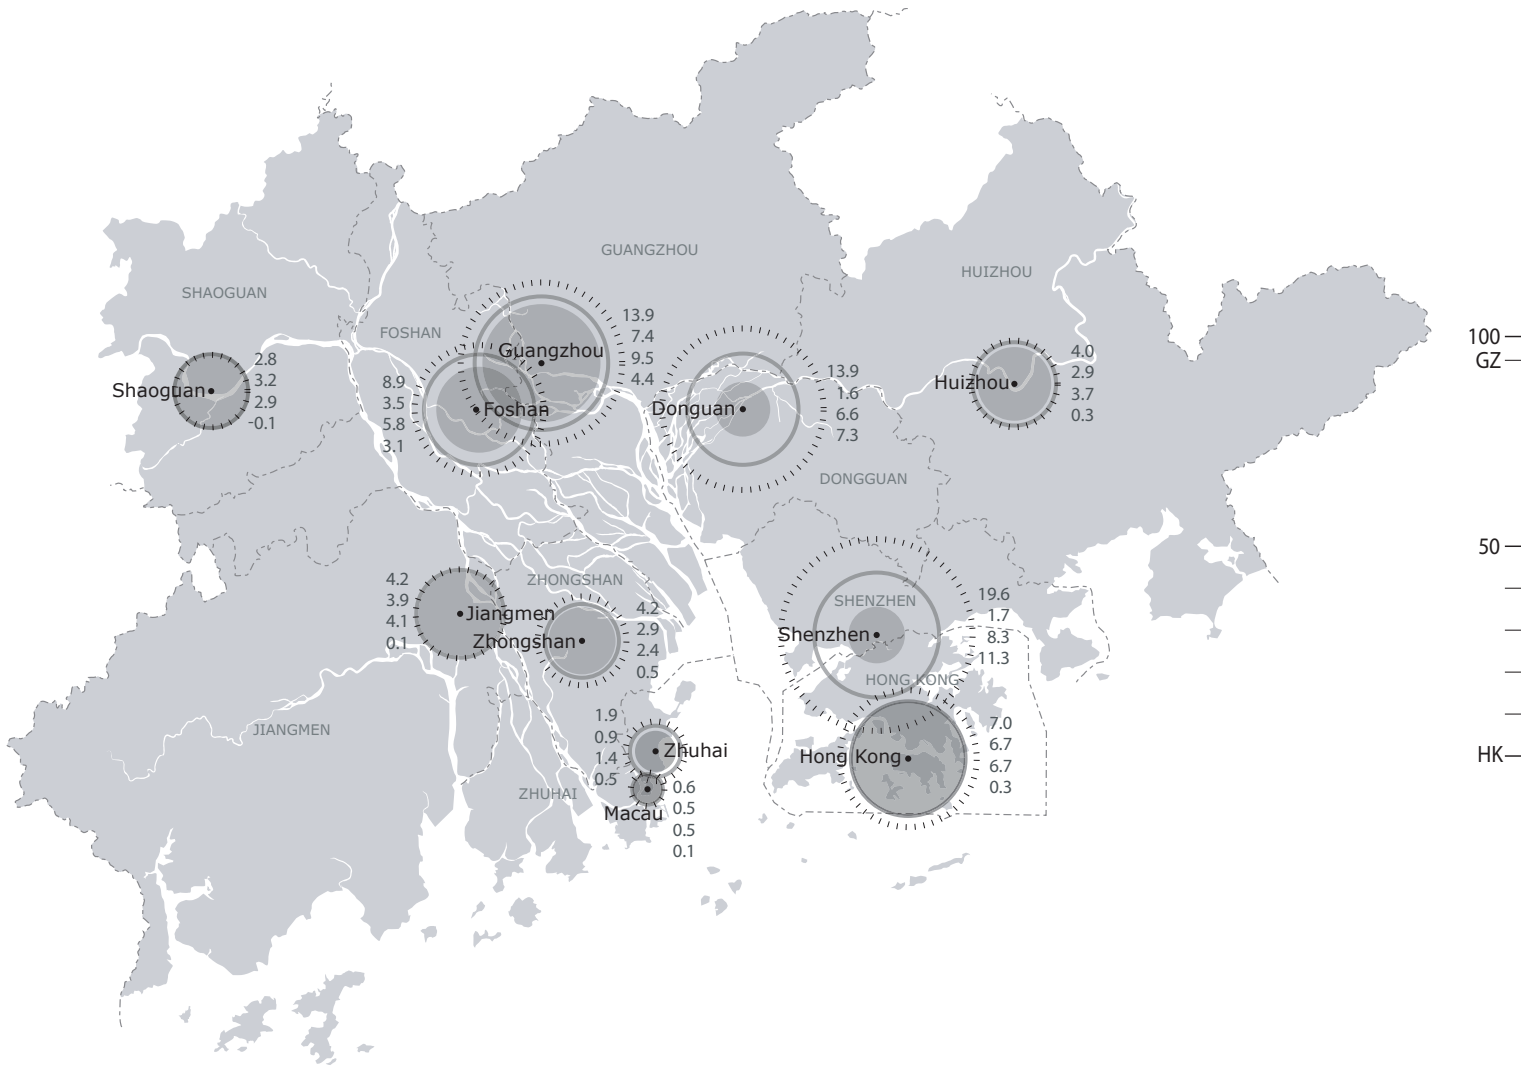 GUANGZHOU
HUIZHOU
SHAOGUAN
FOSHAN
13.9
7.4
9.5
4.4
Guangzhou
100
GZ
4.0
2.9
3.7
0.3
Huizhou
2.8
3.2
2.9
-0.1
Shaoguan
8.9
3.5
5.8
3.1
Foshan
13.9
1.6
6.6
7.3
Donguan
DONGGUAN
50
ZHONGSHAN
4.2
3.9
4.1
0.1
Jiangmen
4.2
2.9
2.4
0.5
Zhongshan
SHENZHEN
19.6
1.7
8.3
11.3
Shenzhen
HONG KONG
JIANGMEN
1.9
0.9
1.4
0.5
Zhuhai
7.0
6.7
6.7
0.3
Hong Kong
HK
ZHUHAI
0.6
0.5
0.5
0.1
Macau